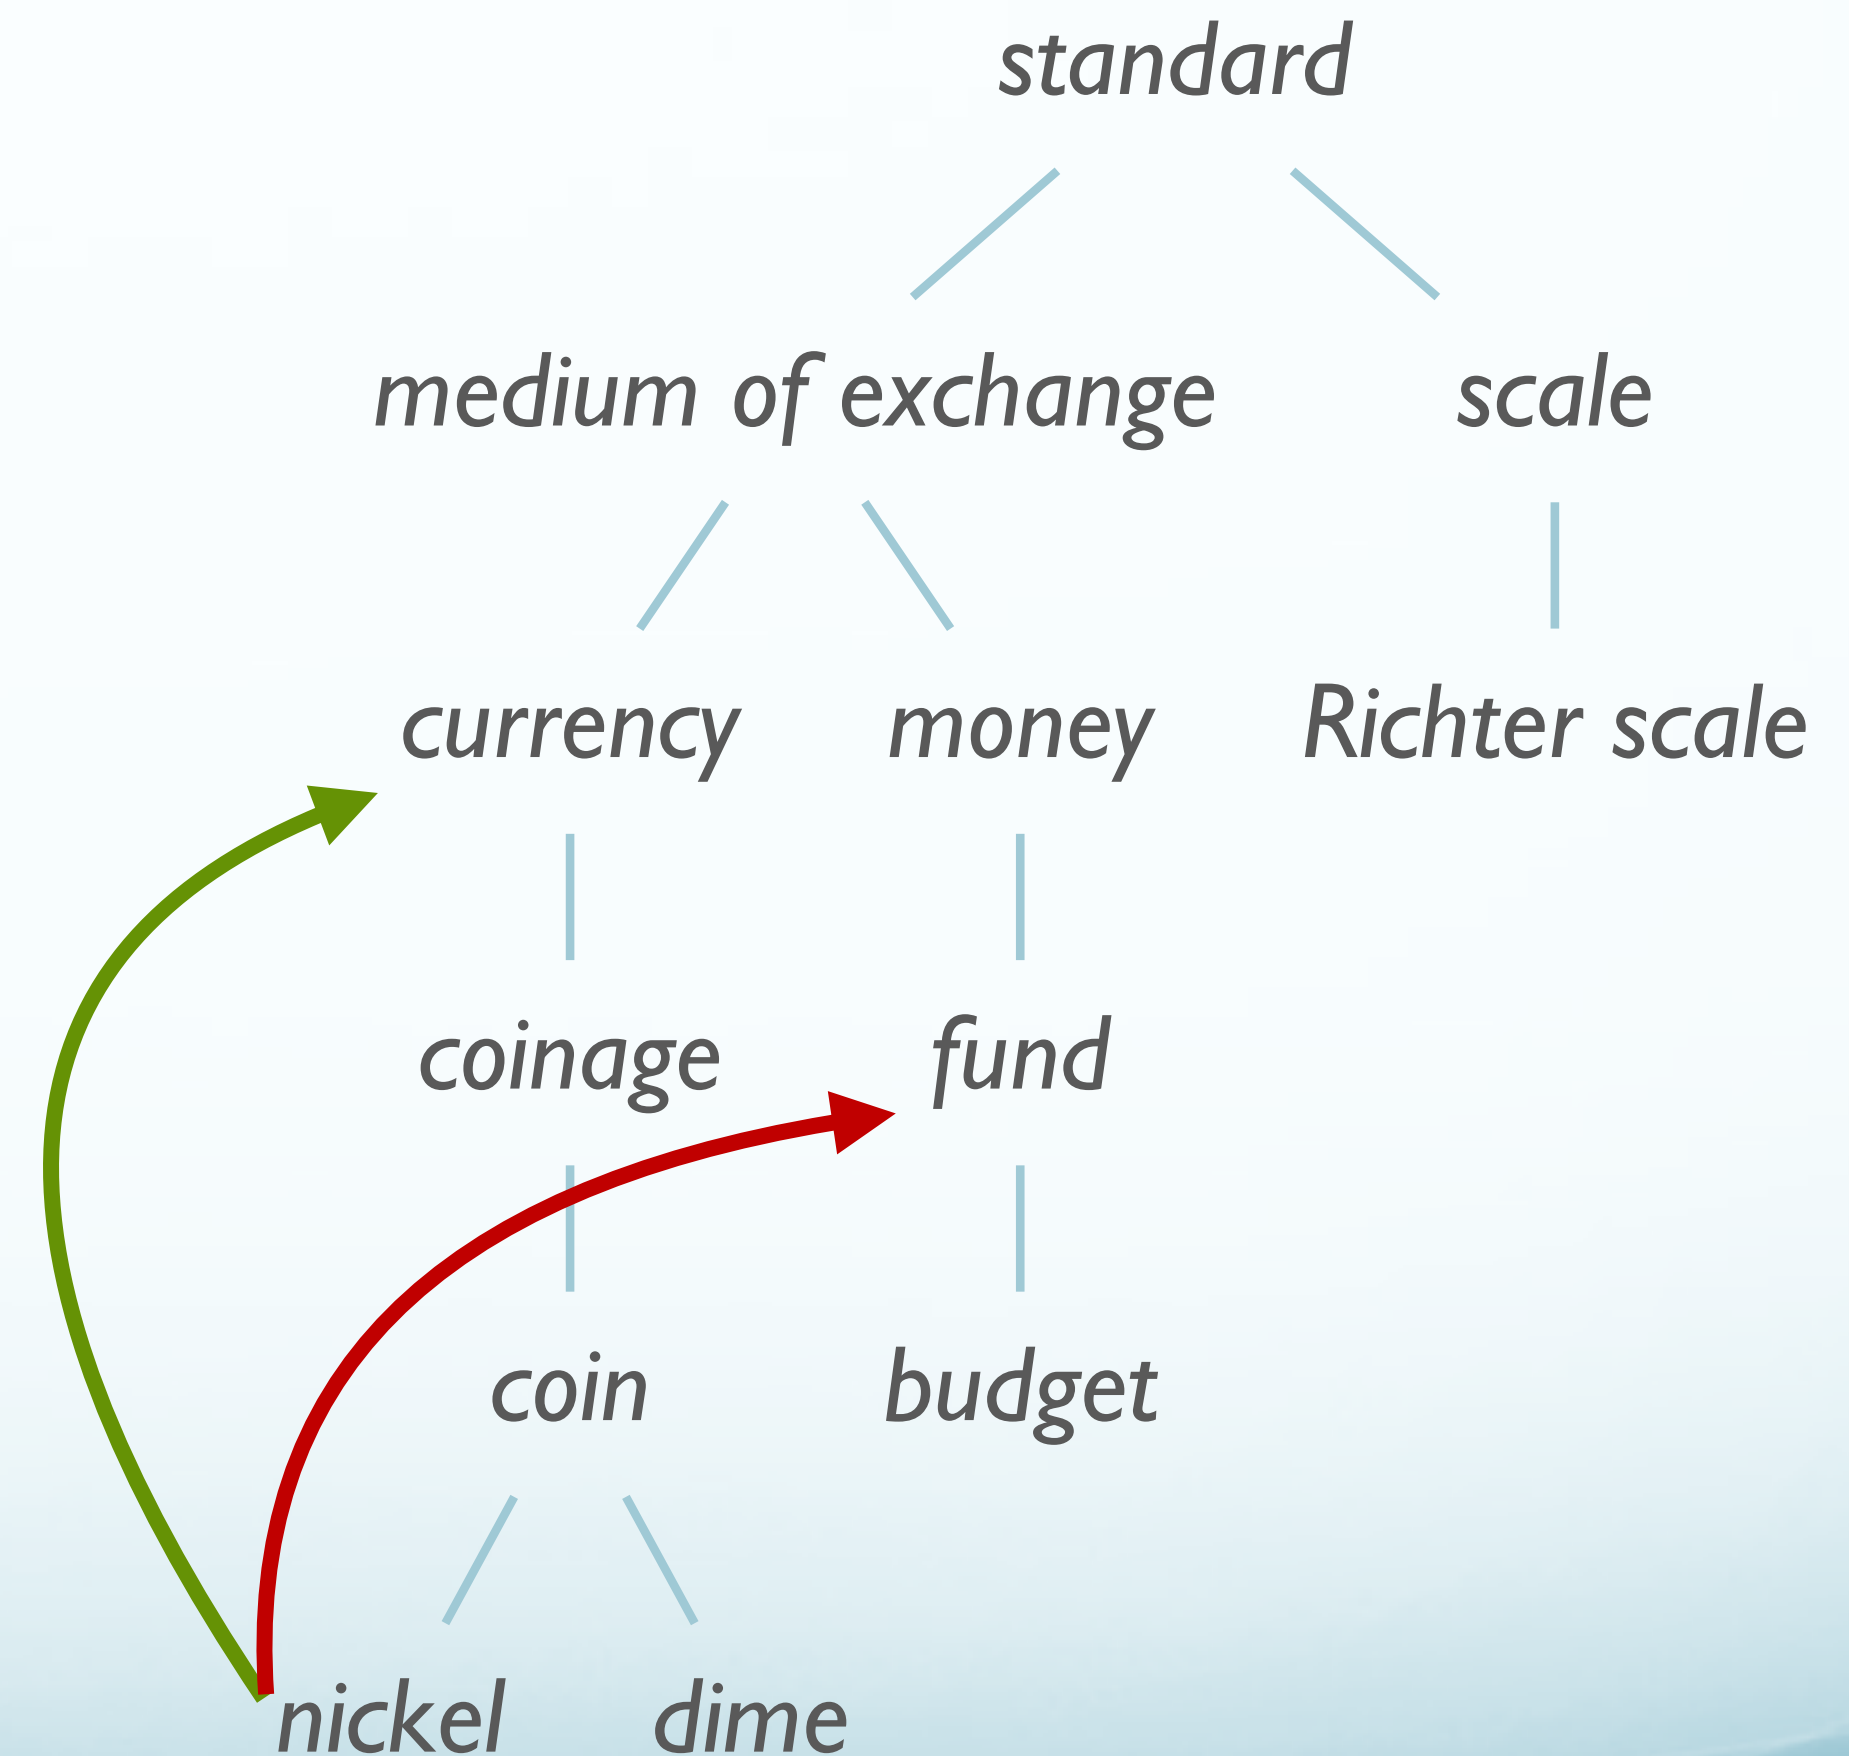 standard
medium of exchange scale
currency money Richter scale
coinage fund
coin budget
nickel dime